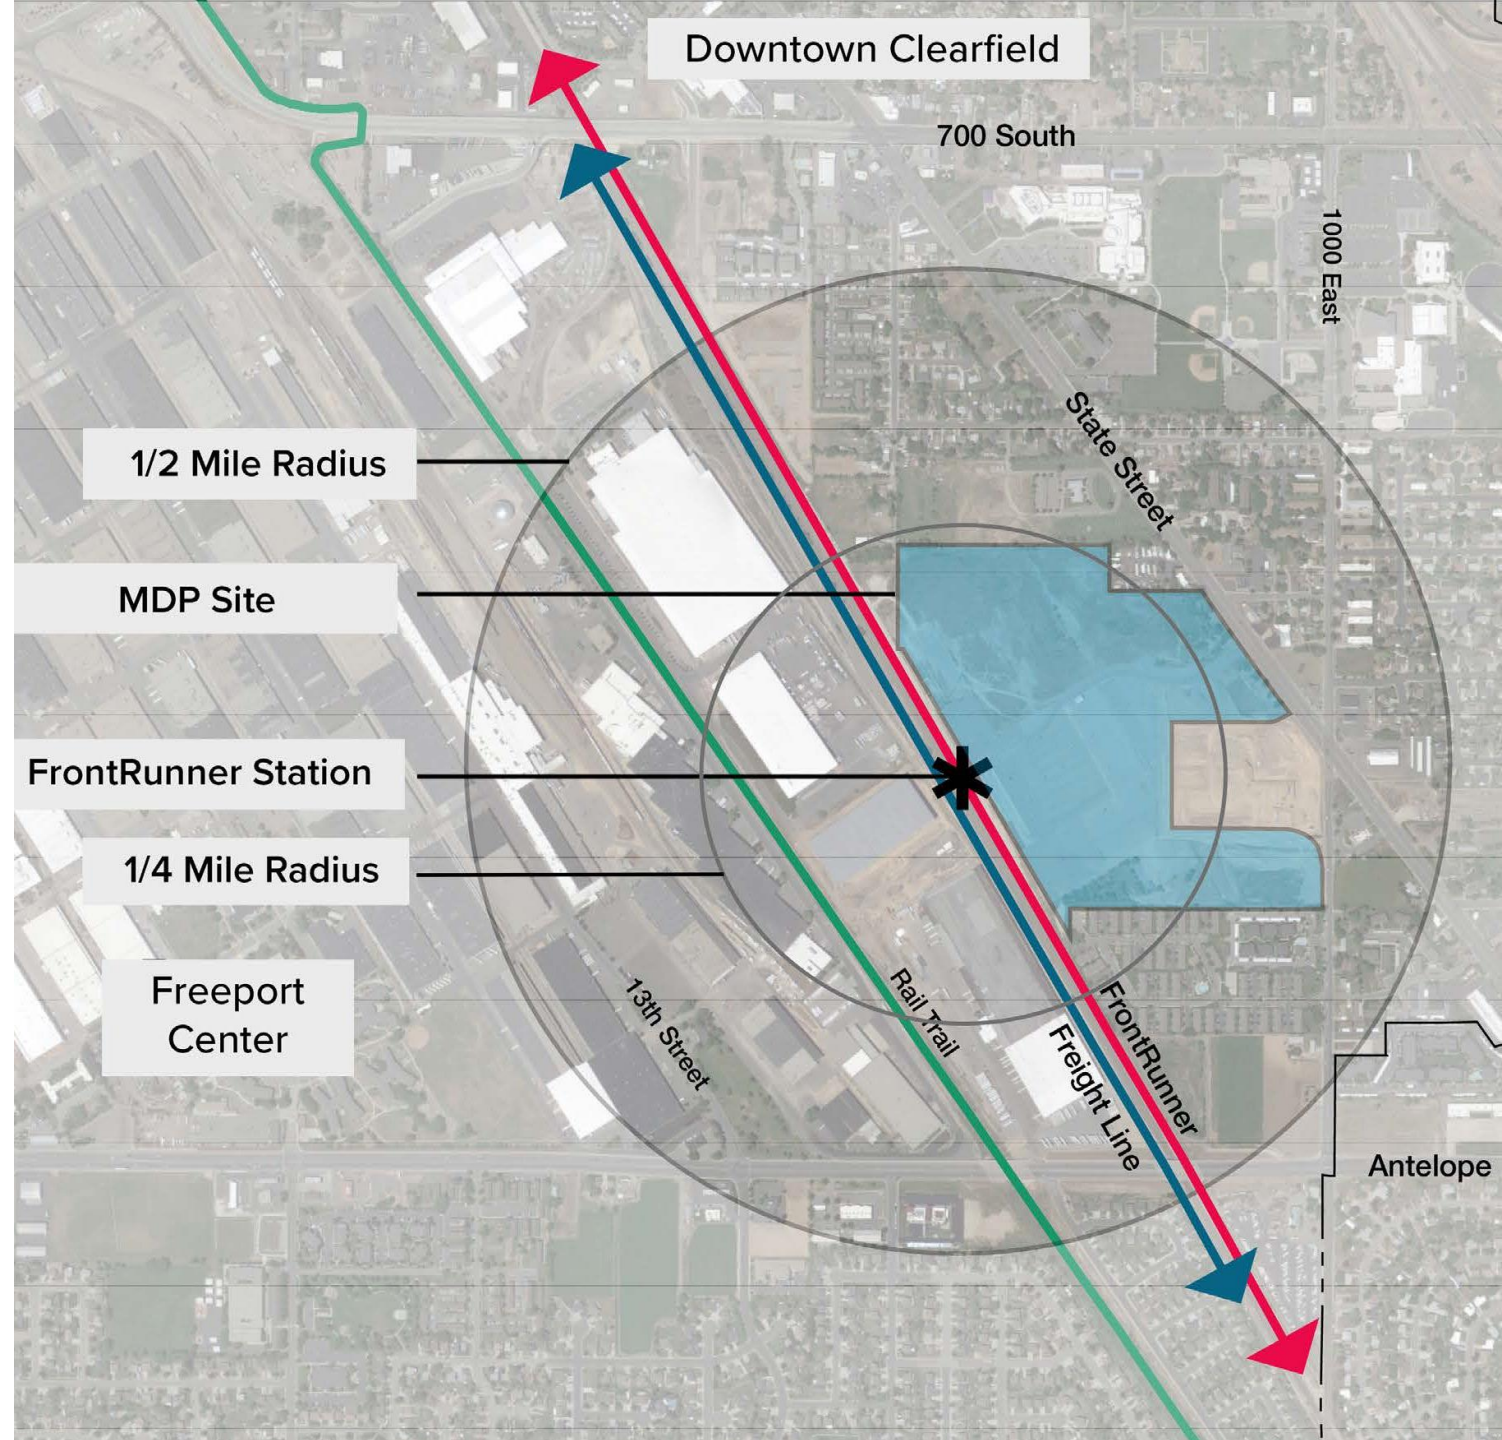 Downtown Clearfield
700 South
1000 East
State Street
1/2 Mile Radius
MDP Site
FrontRunner Station
1/4 Mile Radius
Freeport
Center
13th Street
Rail Trail
Freight Line
FrontRunner
Antelope